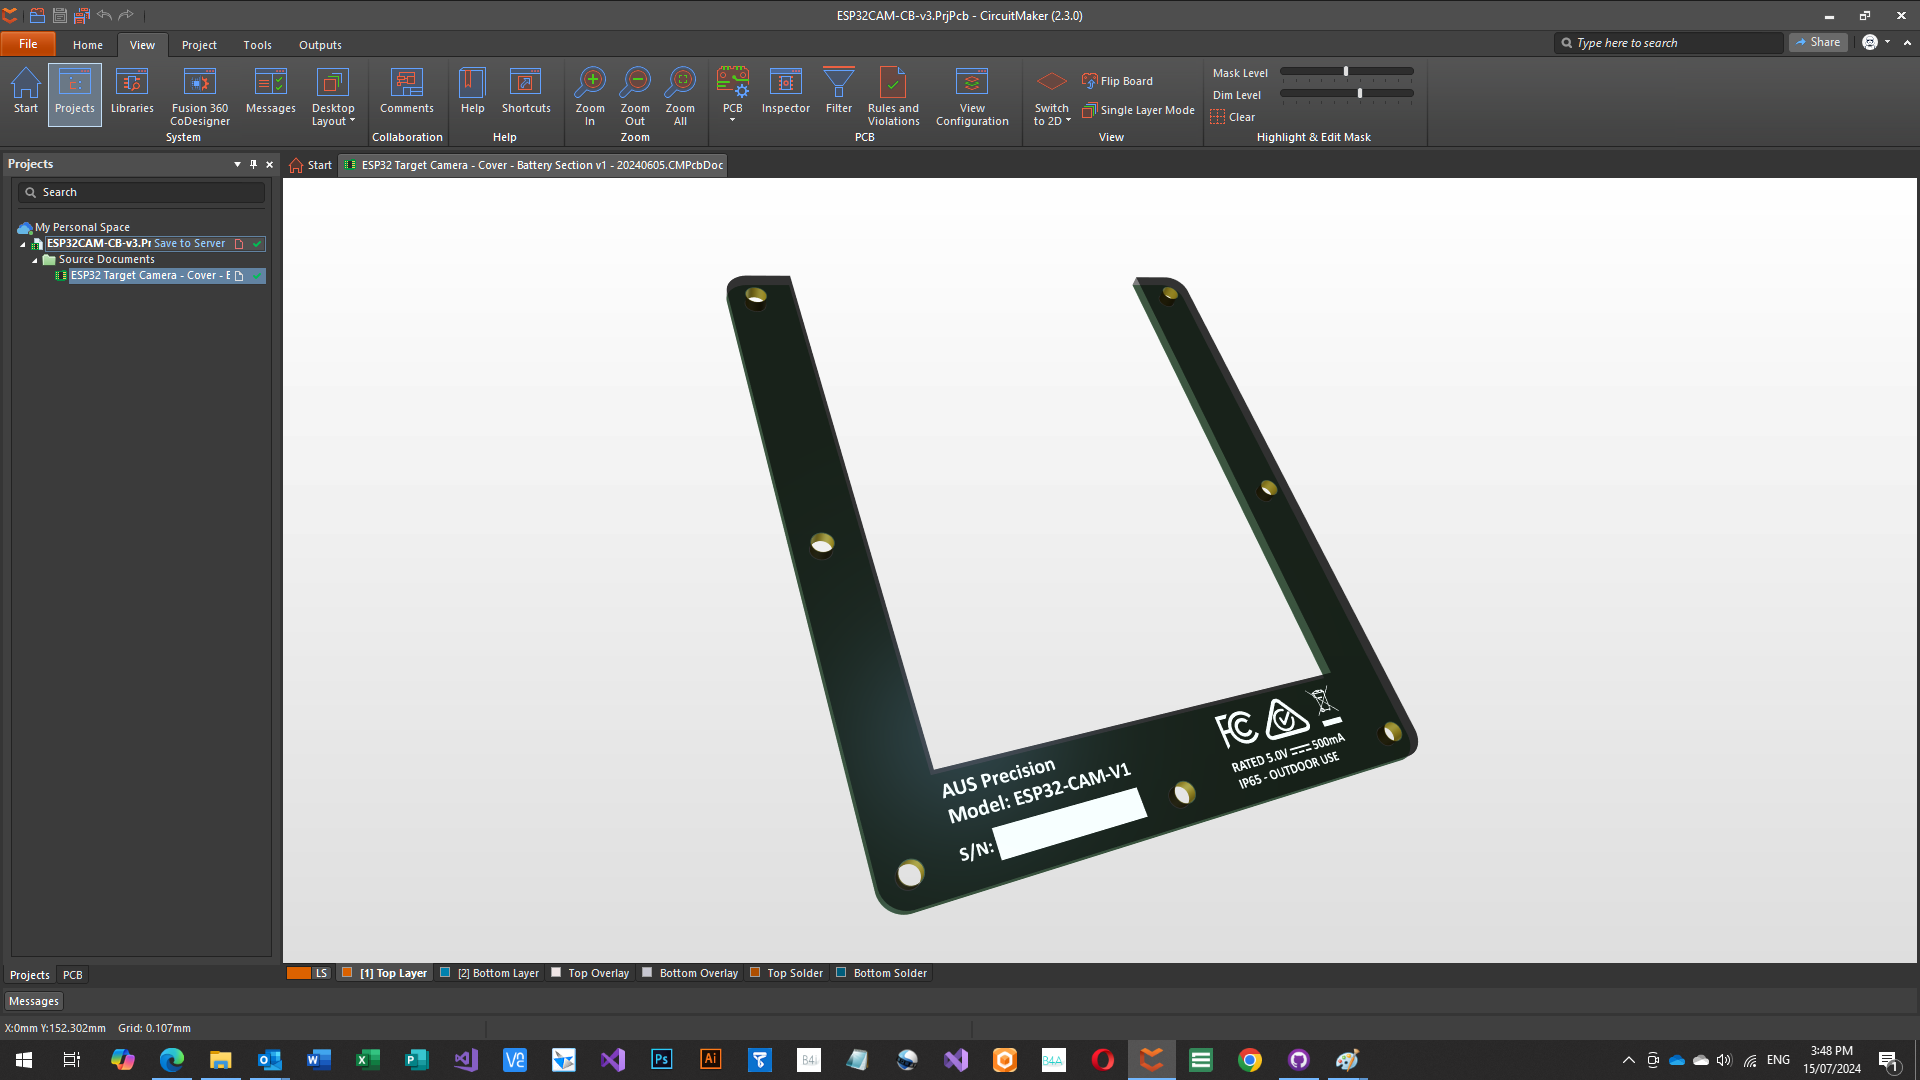 ESP32CAM-CB-v3.PrjPcb - CircuitMaker (2.3.0)
File Home View Project Tools Outputs
Type here to search
Share
Start
Projects
Libraries
Fusion 360
CoDesigner
Messages
Desktop
Layout
System
Comments
Collaboration
Help
Shortcuts
Help
Zoom
In
Zoom
Out
Zoom
All
Zoom
PCB
Inspector
Filter
Rules and
Violations
View
Configuration
PCB
Switch
to 2D
Flip Board
Single Layer Mode
View
Mask Level
Dim Level
Clear
Highlight & Edit Mask
Projects
Start
ESP32 Target Camera - Cover - Battery Section v1 - 20240605.CMPcbDoc
Search
My Personal Space
ESP32CAM-CB-v3.Pr Save to Server
Source Documents
ESP32 Target Camera - Cover - E
AUS Precision
Model: ESP32-CAM-V1
S/N:
FC
RATED 5.0V 500mA
IP65 - OUTDOOR USE
Projects PCB
LS [1] Top Layer [2] Bottom Layer Top Overlay Bottom Overlay Top Solder Bottom Solder
Messages
X:0mm Y:152.302mm Grid: 0.107mm
Ps
Ai
B4i
B4A
ENG
3:48 PM
15/07/2024
1